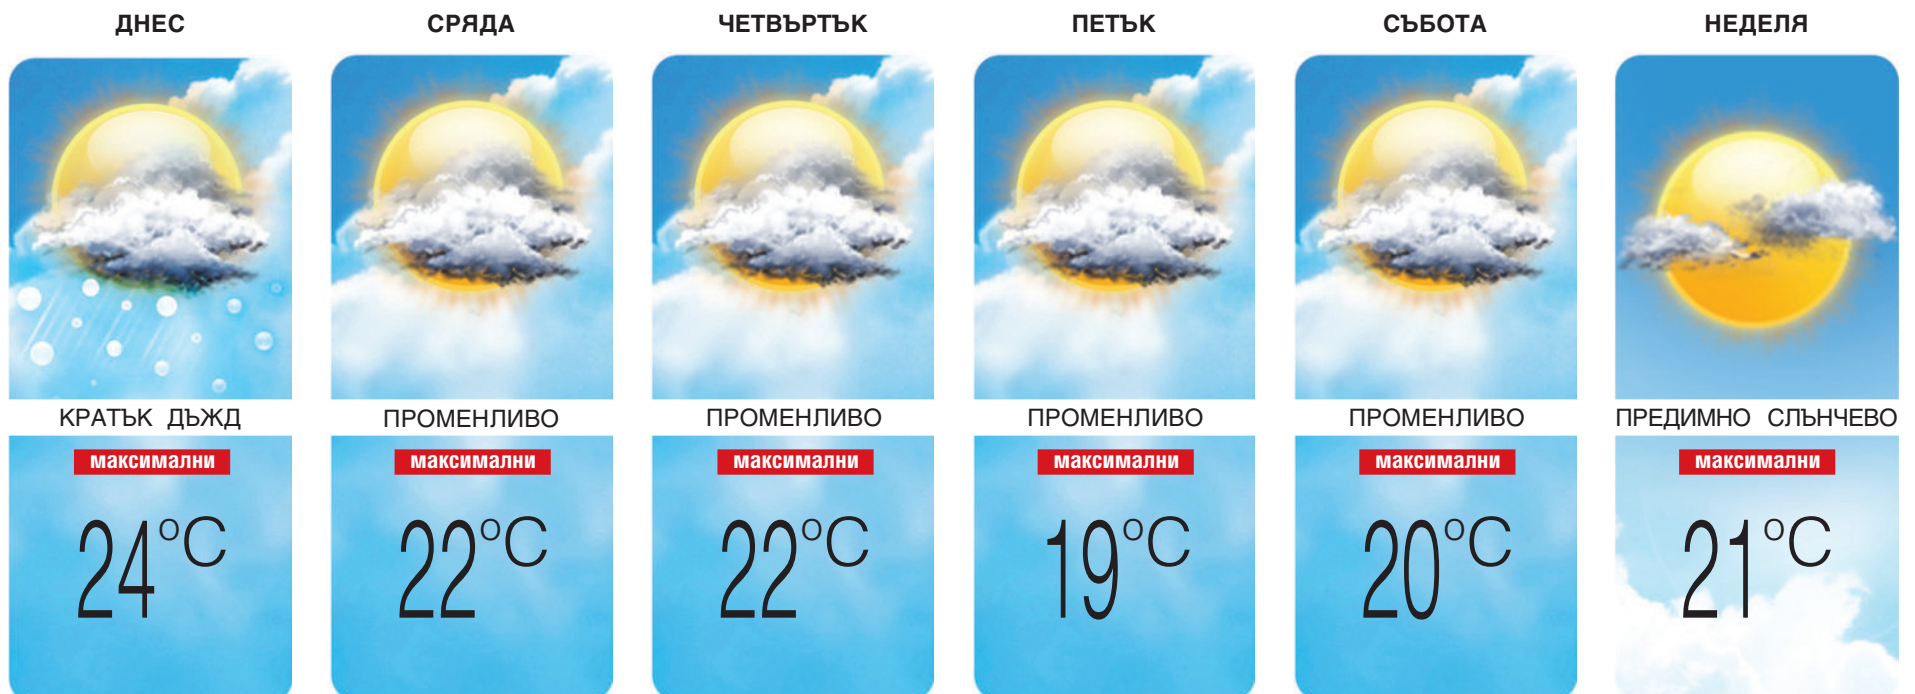 ДНЕС
КРАТЪК ДЪЖД
максимални
24°C
СРЯДА
ПРОМЕНЛИВО
максимални
22°C
ЧЕТВЪРТЪК
ПРОМЕНЛИВО
максимални
22°C
ПЕТЪК
ПРОМЕНЛИВО
максимални
19°C
СЪБОТА
ПРОМЕНЛИВО
максимални
20°C
НЕДЕЛЯ
ПРЕДИМНО СЛЪНЧЕВО
максимални
21°C